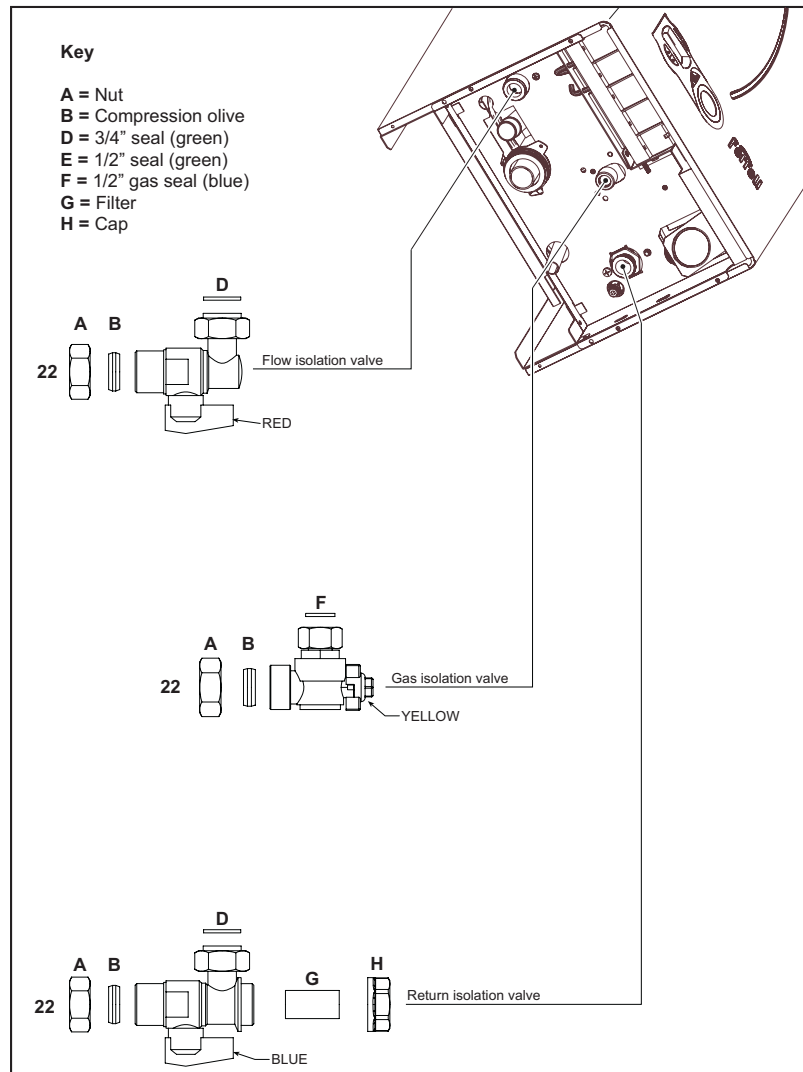 Key
A = Nut
B = Compression olive
D = 3/4” seal (green)
E = 1/2” seal (green)
F = 1/2” gas seal (blue)
G = Filter
H = Cap
Ferroli
D
A B
22
Flow isolation valve
RED
F
A B
22
Gas isolation valve
YELLOW
D
A B
G
H
22
Return isolation valve
BLUE